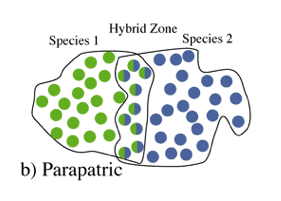 Hybrid Zone
Species 1
Species 2
b) Parapatric